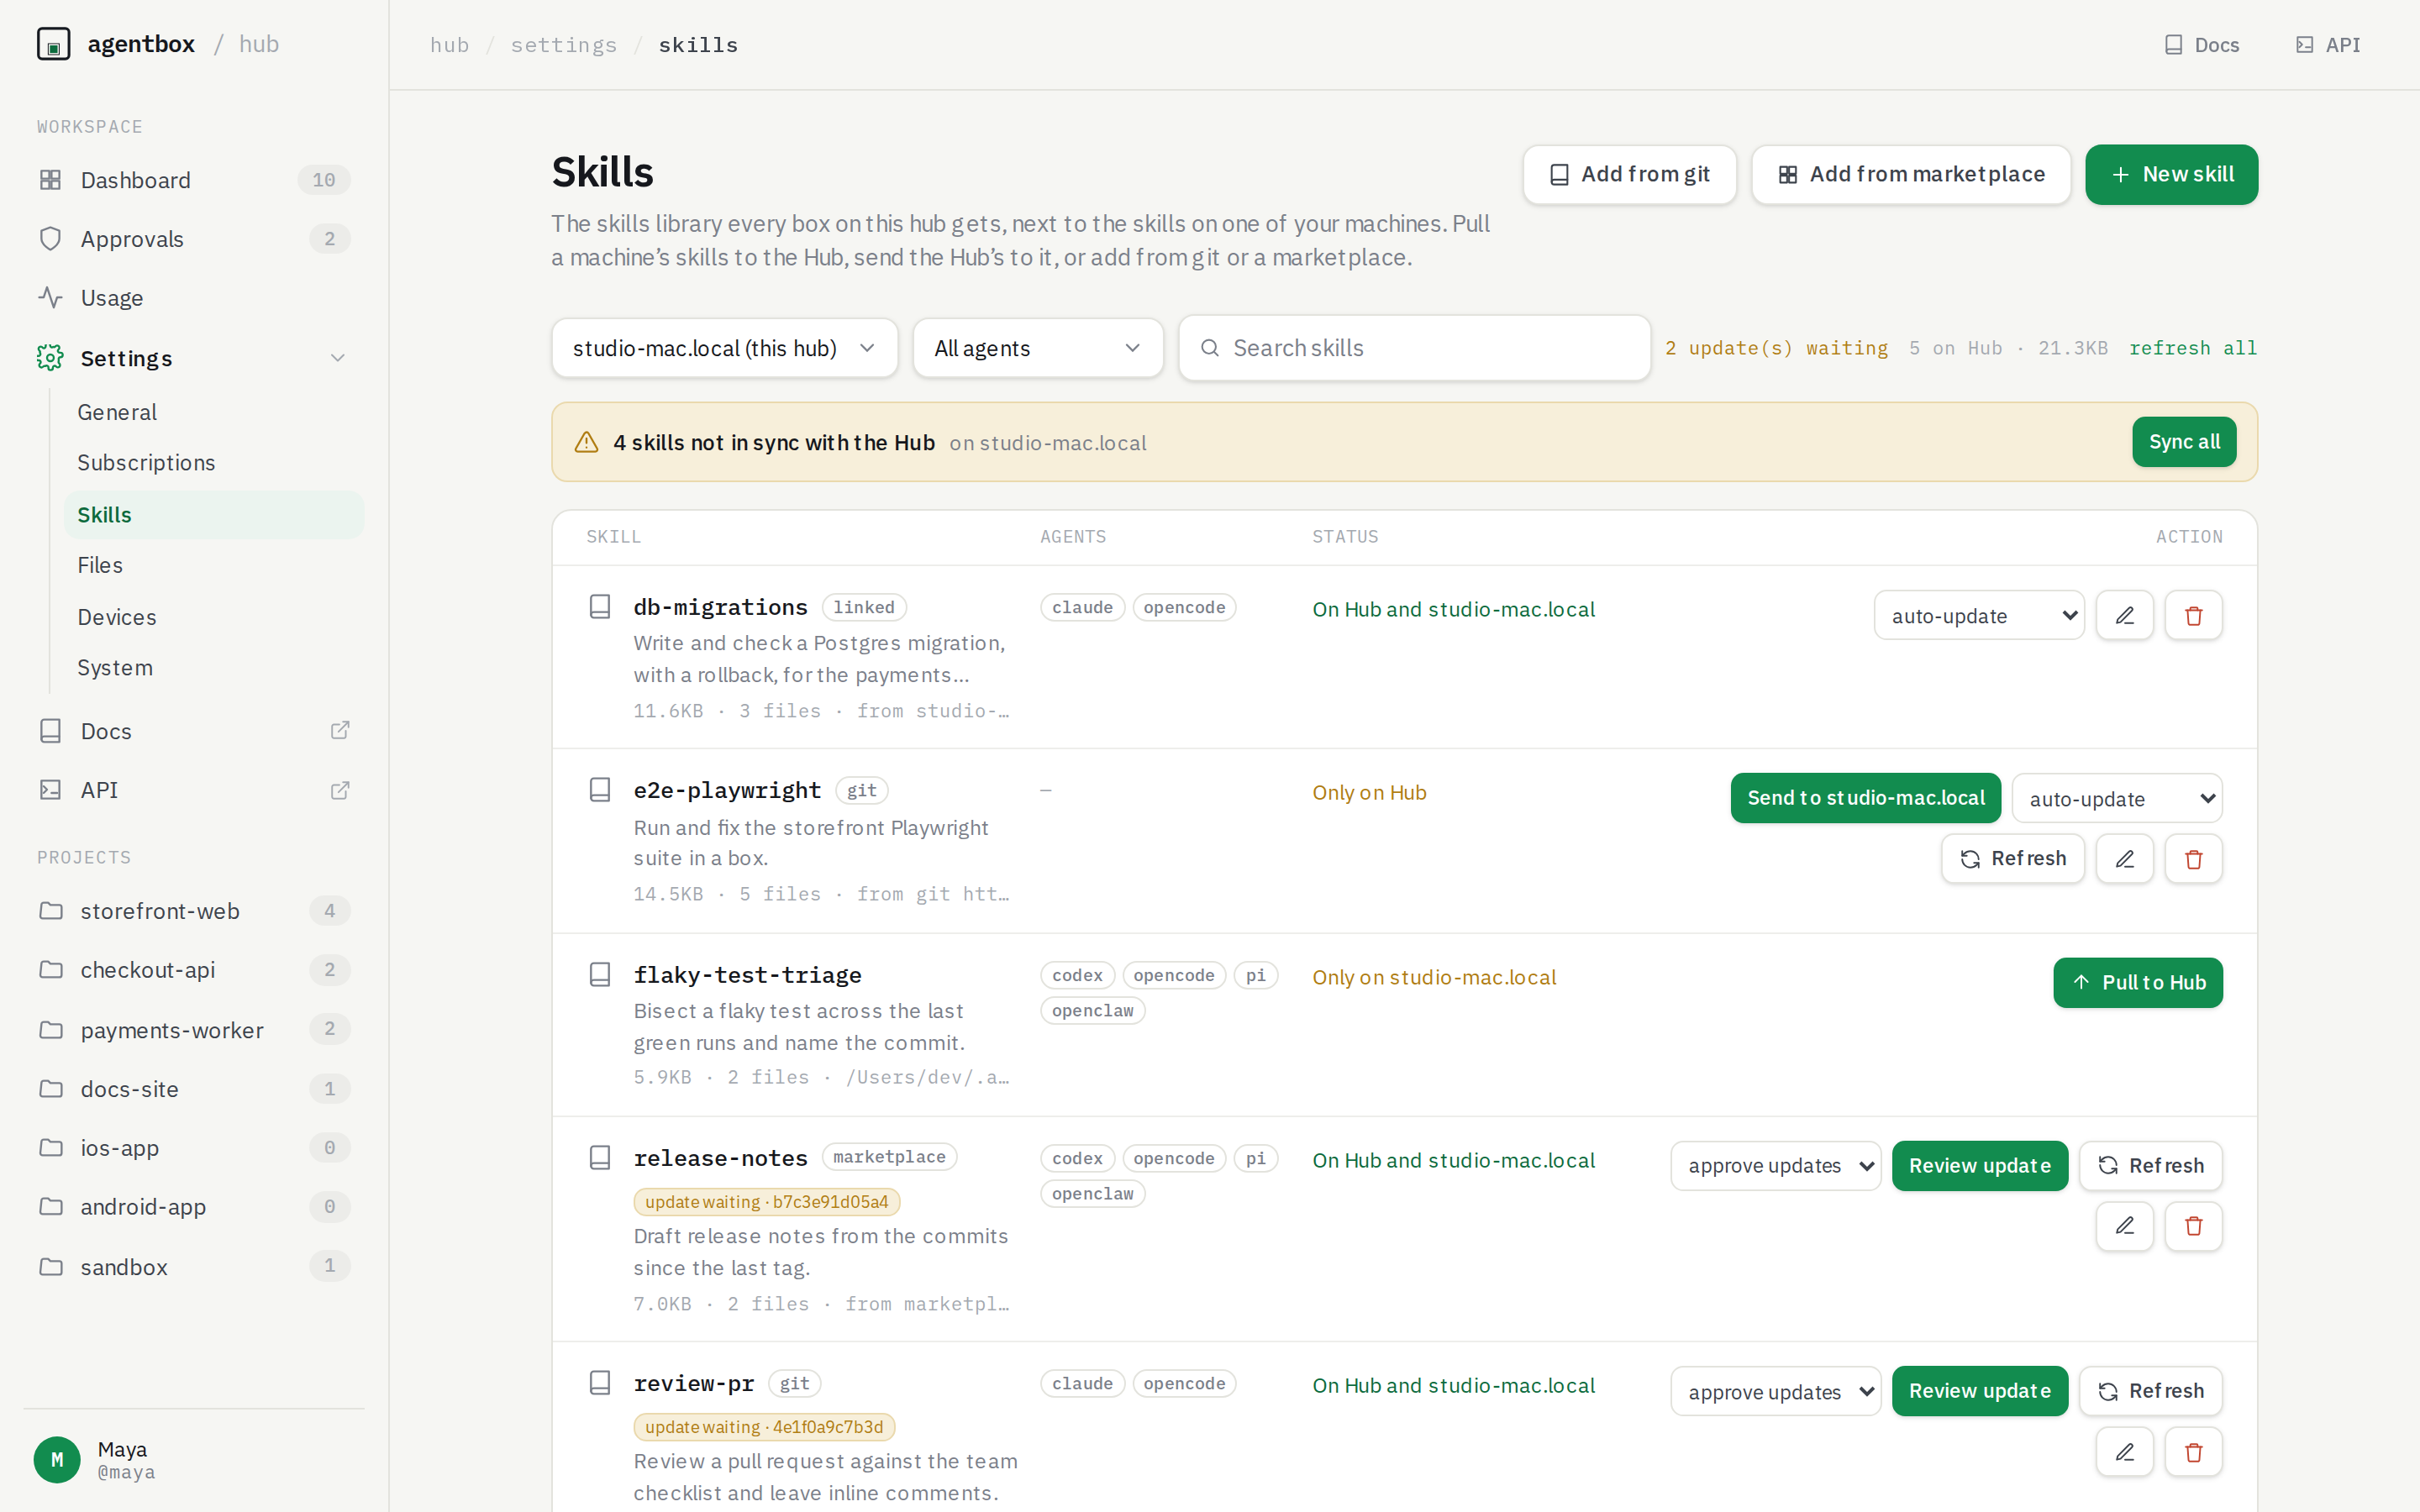 agentbox / hub
hub / settings / skills
Docs
API
WORKSPACE
Dashboard 10
Approvals 2
Usage
Settings
General
Subscriptions
Skills
Files
Devices
System
Docs
API
PROJECTS
storefront-web 4
checkout-api 2
payments-worker 2
docs-site 1
ios-app 0
android-app 0
sandbox 1
M
Maya
@maya
Skills
The skills library every box on this hub gets, next to the skills on one of your machines. Pull
a machine’s skills to the Hub, send the Hub’s to it, or add from git or a marketplace.
Add from git
Add from marketplace
New skill
studio-mac.local (this hub)
All agents
Search skills
2 update(s) waiting 5 on Hub · 21.3KB refresh all
4 skills not in sync with the Hub on studio-mac.local
Sync all
SKILL AGENTS STATUS ACTION
db-migrations linked
Write and check a Postgres migration,
with a rollback, for the payments…
11.6KB · 3 files · from studio-…
claude opencode
On Hub and studio-mac.local
auto-update
e2e-playwright git
Run and fix the storefront Playwright
suite in a box.
14.5KB · 5 files · from git htt…
—
Only on Hub
Send to studio-mac.local
auto-update
Refresh
flaky-test-triage
Bisect a flaky test across the last
green runs and name the commit.
5.9KB · 2 files · /Users/dev/.a…
codex opencode pi
openclaw
Only on studio-mac.local
Pull to Hub
release-notes marketplace
update waiting · b7c3e91d05a4
Draft release notes from the commits
since the last tag.
7.0KB · 2 files · from marketpl…
codex opencode pi
openclaw
On Hub and studio-mac.local
approve updates
Review update
Refresh
review-pr git
update waiting · 4e1f0a9c7b3d
Review a pull request against the team
checklist and leave inline comments.
claude opencode
On Hub and studio-mac.local
approve updates
Review update
Refresh